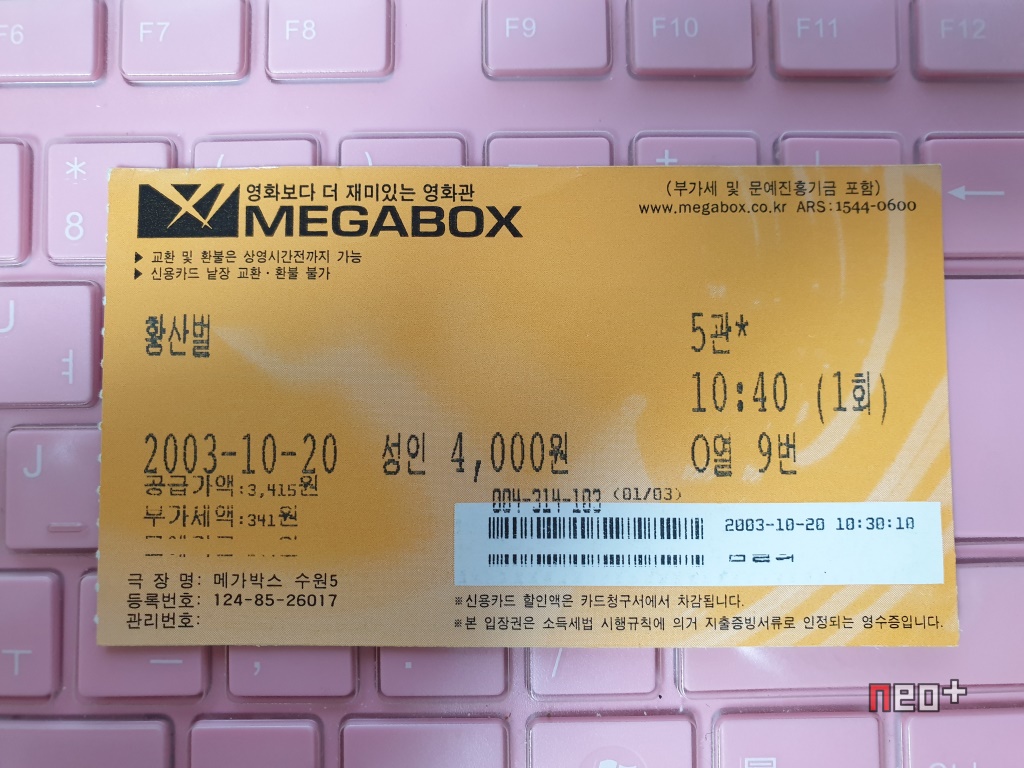 F6 F7 F8 F9 F10 F11 F12
*
8
영화보다 더 재미있는 영화관
MEGABOX
(부가세 및 문예진흥기금 포함)
www.megabox.co.kr ARS:1544-0600
▶ 교환 및 환불은 상영시간전까지 가능
▶ 신용카드 낱장 교환·환불 불가
황산벌
5관*
10:40 (1회)
2003-10-20 성인 4,000원 O열 9번
공급가액:3,415원
부가세액:341원
004-314-103 (01/03)
2003-10-20 10:30:10
극 장 명: 메가박스 수원5
등록번호: 124-85-26017
관리번호:
※신용카드 할인액은 카드청구서에서 차감됩니다.
※본 입장권은 소득세법 시행규칙에 의거 지출증빙서류로 인정되는 영수증입니다.
J
ㅓ
ㅜ
neo+